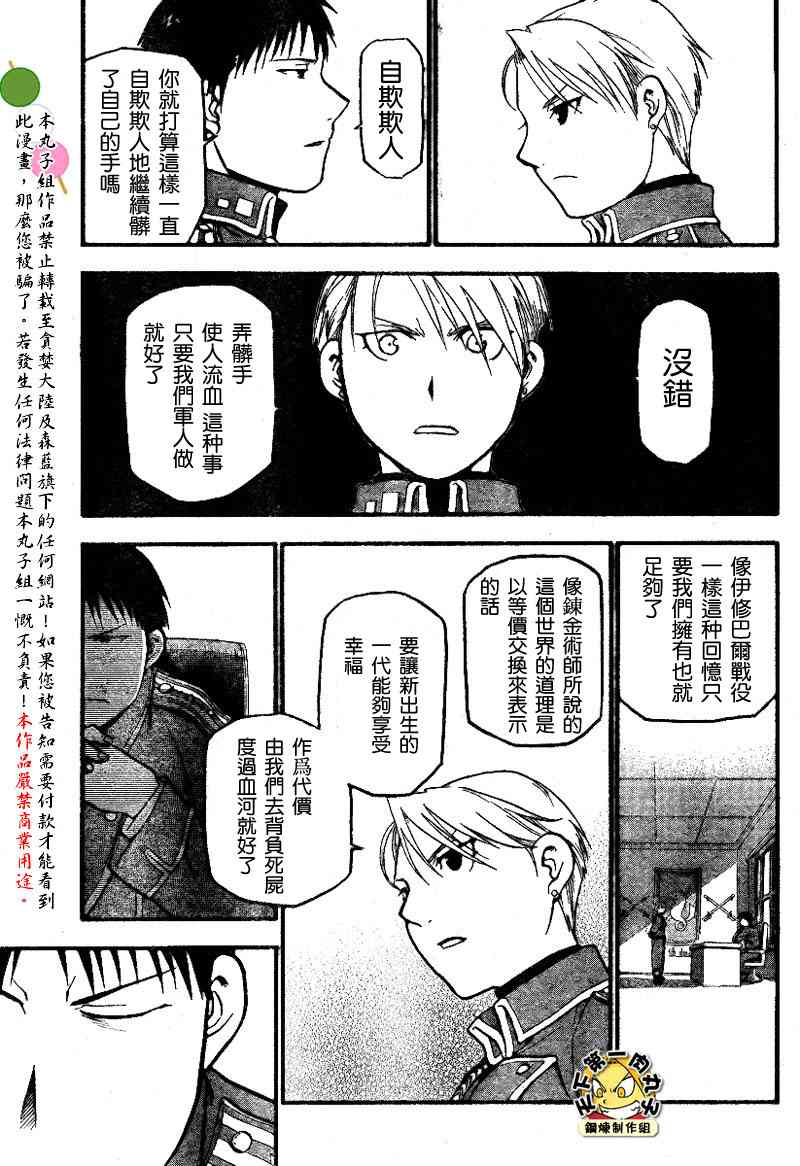 自欺欺人
你就打算這樣一直
自欺欺人地繼續髒
了自己的手嗎
沒錯
弄髒手
使人流血 這种事
只要我們軍人做
就好了
像伊修巴爾戰役
一樣這种回憶只
要我們擁有也就
足夠了
像鍊金術師所說的
這個世界的道理是
以等價交換來表示
的話
要讓新出生的
一代能夠享受
幸福
作爲代價
由我們去背負死屍
度過血河就好了
本丸子組作品禁止轉載至貪婪大陸及森藍旗下的任何網站！如果您被告知需要付款才能看到
此漫畫，那麼您被騙了。若發生任何法律問題本丸子組一慨不負責！本作品嚴禁商業用途。
天下第一肉丸子
鋼煉制作組